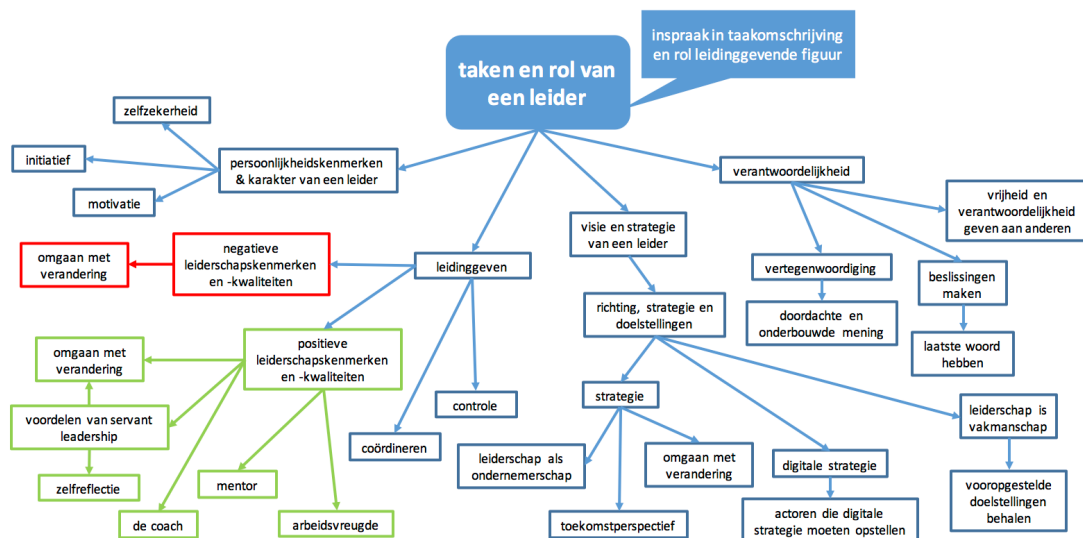 taken en rol van
een leider
inspraak in taakomschrijving
en rol leidinggevende figuur
zelfzekerheid
initiatief
motivatie
persoonlijkheidskenmerken
& karakter van een leider
verantwoordelijkheid
vrijheid en
verantwoordelijkheid
geven aan anderen
visie en strategie
van een leider
omgaan met
verandering
negatieve
leiderschapskenmerken
en -kwaliteiten
leidinggeven
vertegenwoordiging
beslissingen
maken
richting, strategie en
doelstellingen
doordachte en
onderbouwde mening
laatste woord
hebben
omgaan met
verandering
positieve
leiderschapskenmerken
en -kwaliteiten
voordelen van servant
leadership
controle
strategie
leiderschap is
vakmanschap
coördineren
leiderschap als
ondernemerschap
omgaan met
verandering
digitale strategie
zelfreflectie
mentor
vooropgestelde
doelstellingen
behalen
de coach
arbeidsvreugde
toekomstperspectief
actoren die digitale
strategie moeten opstellen